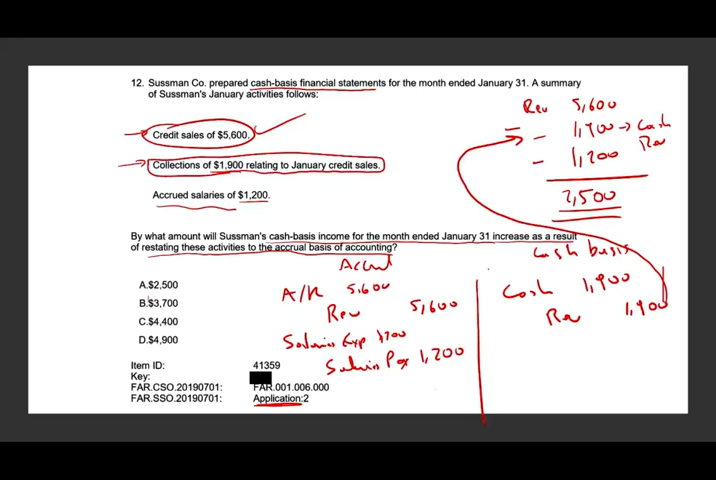 12. Sussman Co. prepared cash-basis financial statements for the month ended January 31. A summary
of Sussman's January activities follows:
Credit sales of $5,600.
Collections of $1,900 relating to January credit sales.
Accrued salaries of $1,200.
Rev 5,600
- 1,900 → Cash
Rev
- 1,200
2,500
By what amount will Sussman's cash-basis income for the month ended January 31 increase as a result
of restating these activities to the accrual basis of accounting?
A.$2,500
B.$3,700
C.$4,400
D.$4,900
Accrual
A/R 5,600
Rev 5,600
Salaries Exp 1,200
Salaries Pay 1,200
Cash basis
Cash 1,900
Rev 1,900
Item ID: 41359
Key:
FAR.CSO.20190701: FAR.001.006.000
FAR.SSO.20190701: Application:2